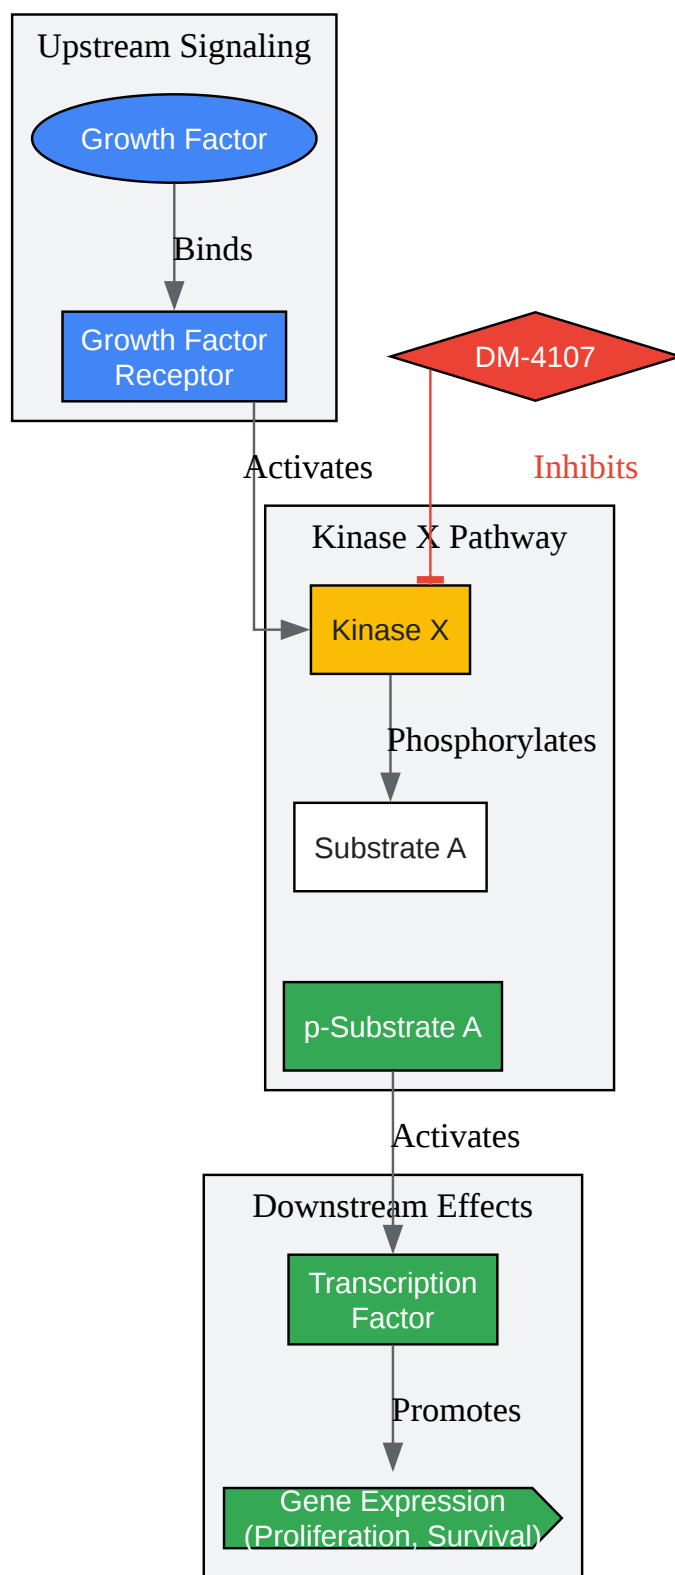 Upstream Signaling
Growth Factor
Binds
Growth Factor
Receptor
DM-4107
Activates
Inhibits
Kinase X Pathway
Kinase X
Phosphorylates
Substrate A
p-Substrate A
Activates
Downstream Effects
Transcription
Factor
Promotes
Gene Expression
(Proliferation, Survival)